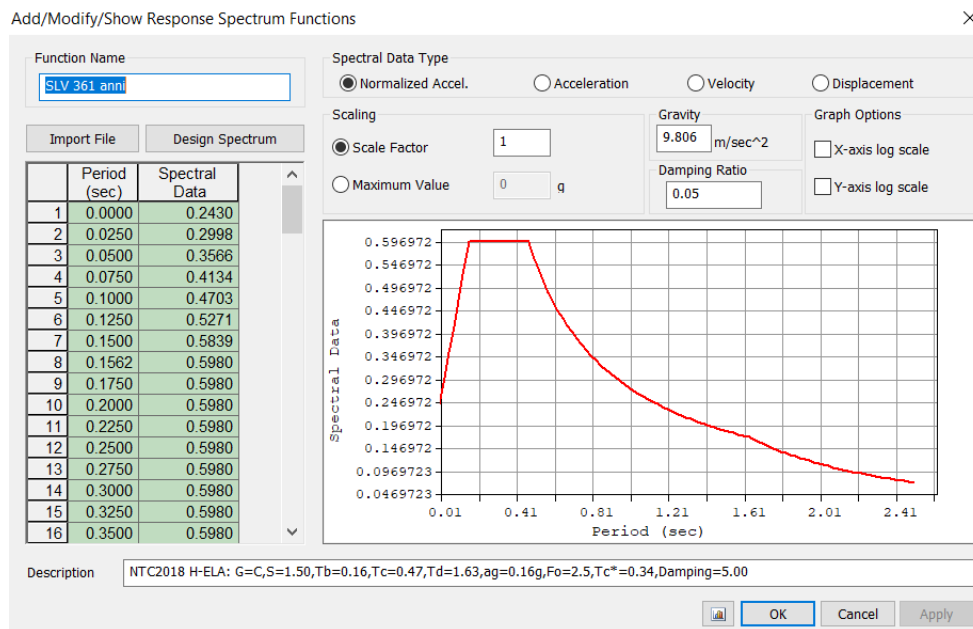 Add/Modify/Show Response Spectrum Functions
Function Name
SLV 361 anni
Import File Design Spectrum
Spectral Data Type
Normalized Accel. Acceleration Velocity Displacement
Scaling
Scale Factor 1
Maximum Value 0 g
Gravity
9.806 m/sec^2
Damping Ratio
0.05
Graph Options
X-axis log scale
Y-axis log scale
Period (sec) Spectral Data
1 0.0000 0.2430
2 0.0250 0.2998
3 0.0500 0.3566
4 0.0750 0.4134
5 0.1000 0.4703
6 0.1250 0.5271
7 0.1500 0.5839
8 0.1562 0.5980
9 0.1750 0.5980
10 0.2000 0.5980
11 0.2250 0.5980
12 0.2500 0.5980
13 0.2750 0.5980
14 0.3000 0.5980
15 0.3250 0.5980
16 0.3500 0.5980
Spectral Data
0.596972
0.546972
0.496972
0.446972
0.396972
0.346972
0.296972
0.246972
0.196972
0.146972
0.0969723
0.0469723
0.01 0.41 0.81 1.21 1.61 2.01 2.41
Period (sec)
Description NTC2018 H-ELA: G=C,S=1.50,Tb=0.16,Tc=0.47,Td=1.63,ag=0.16g,Fo=2.5,Tc*=0.34,Damping=5.00
OK Cancel Apply